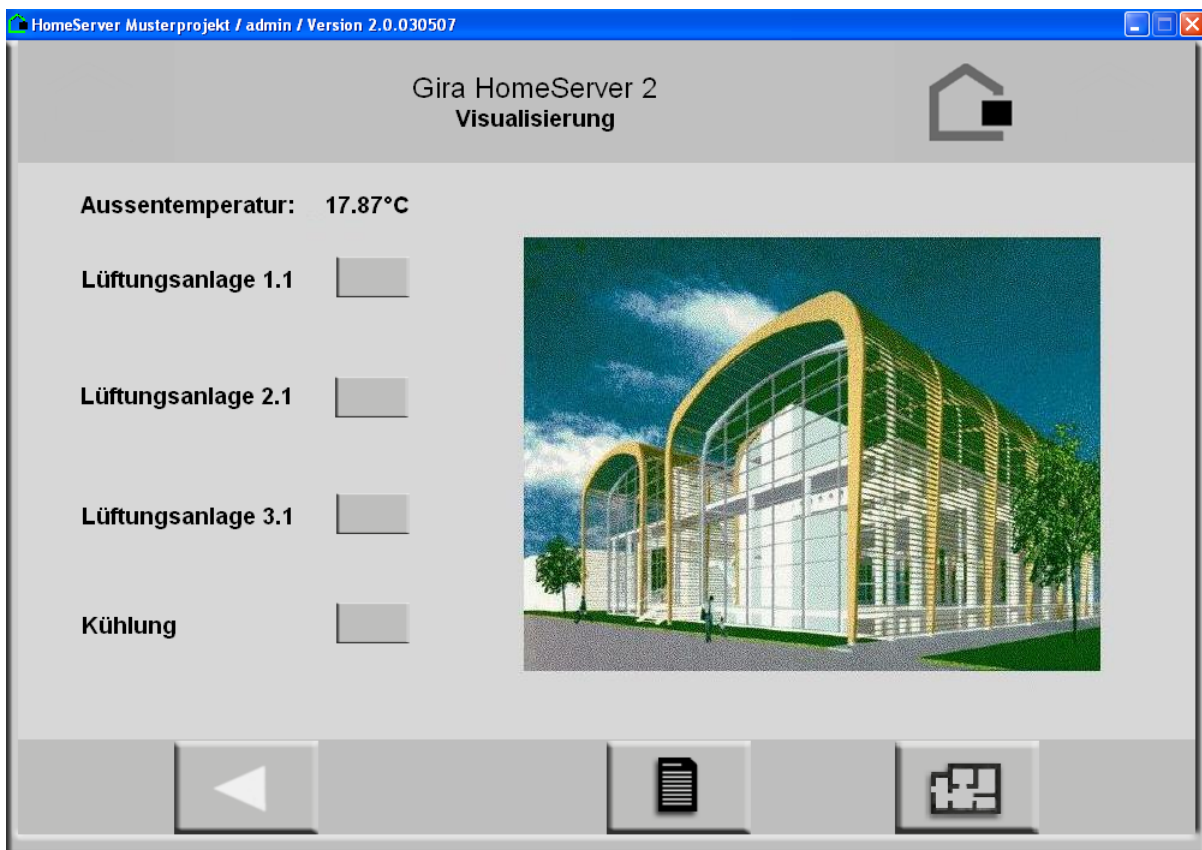 HomeServer Musterprojekt / admin / Version 2.0.030507
Gira HomeServer 2
Visualisierung
Aussentemperatur: 17.87°C
Lüftungsanlage 1.1
Lüftungsanlage 2.1
Lüftungsanlage 3.1
Kühlung